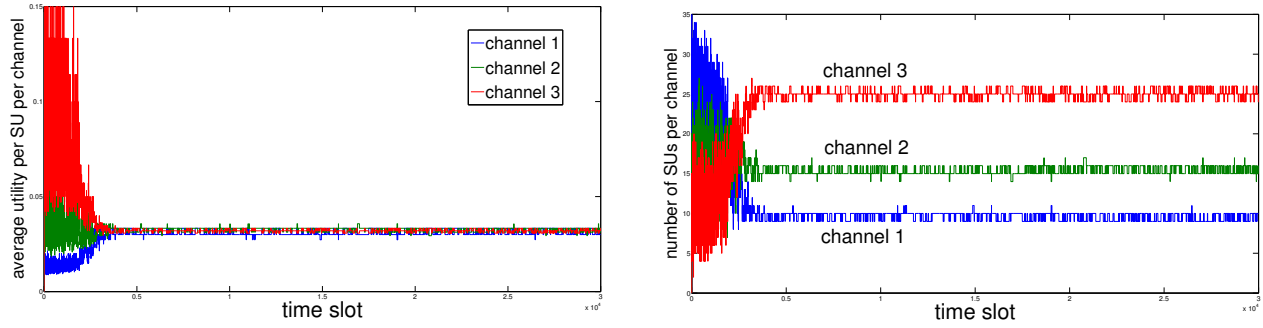 average utility per SU per channel
0.15
0.1
0.05
0
0
0.5
1
1.5
2
2.5
3
x 10⁴
time slot
channel 1
channel 2
channel 3
number of SUs per channel
35
30
25
20
15
10
5
0
0
0.5
1
1.5
2
2.5
3
x 10⁴
time slot
channel 3
channel 2
channel 1